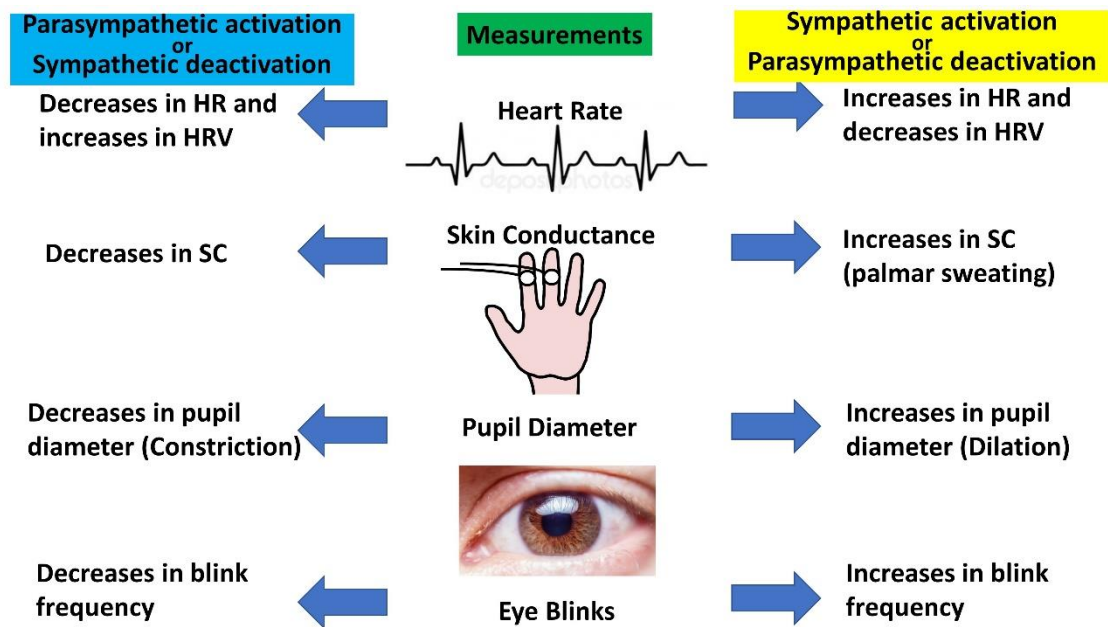 Parasympathetic activation
or
Sympathetic deactivation
Measurements
Sympathetic activation
or
Parasympathetic deactivation
Decreases in HR and
increases in HRV
Heart Rate
Increases in HR and
decreases in HRV
depositphotos
Decreases in SC
Skin Conductance
Increases in SC
(palmar sweating)
Decreases in pupil
diameter (Constriction)
Pupil Diameter
Increases in pupil
diameter (Dilation)
Decreases in blink
frequency
Eye Blinks
Increases in blink
frequency